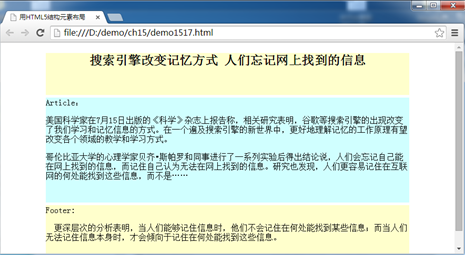 用HTML5结构元素布局
file:///D:/demo/ch15/demo1517.html
搜索引擎改变记忆方式 人们忘记网上找到的信息
Article:
美国科学家在7月15日出版的《科学》杂志上报告称，相关研究表明，谷歌等搜索引擎的出现改变
了我们学习和记忆信息的方式。在一个遍及搜索引擎的新世界中，更好地理解记忆的工作原理有望
改变各个领域的教学和学习方式。
哥伦比亚大学的心理学家贝齐•斯帕罗和同事进行了一系列实验后得出结论说，人们会忘记自己能
在网上找到的信息，而记住自己认为无法在网上找到的信息。研究也发现，人们更容易记住在互联
网的何处能找到这些信息，而不是……
Footer:
更深层次的分析表明，当人们能够记住信息时，他们不会记住在何处能找到某些信息；而当人们
无法记住信息本身时，才会倾向于记住在何处能找到这些信息。